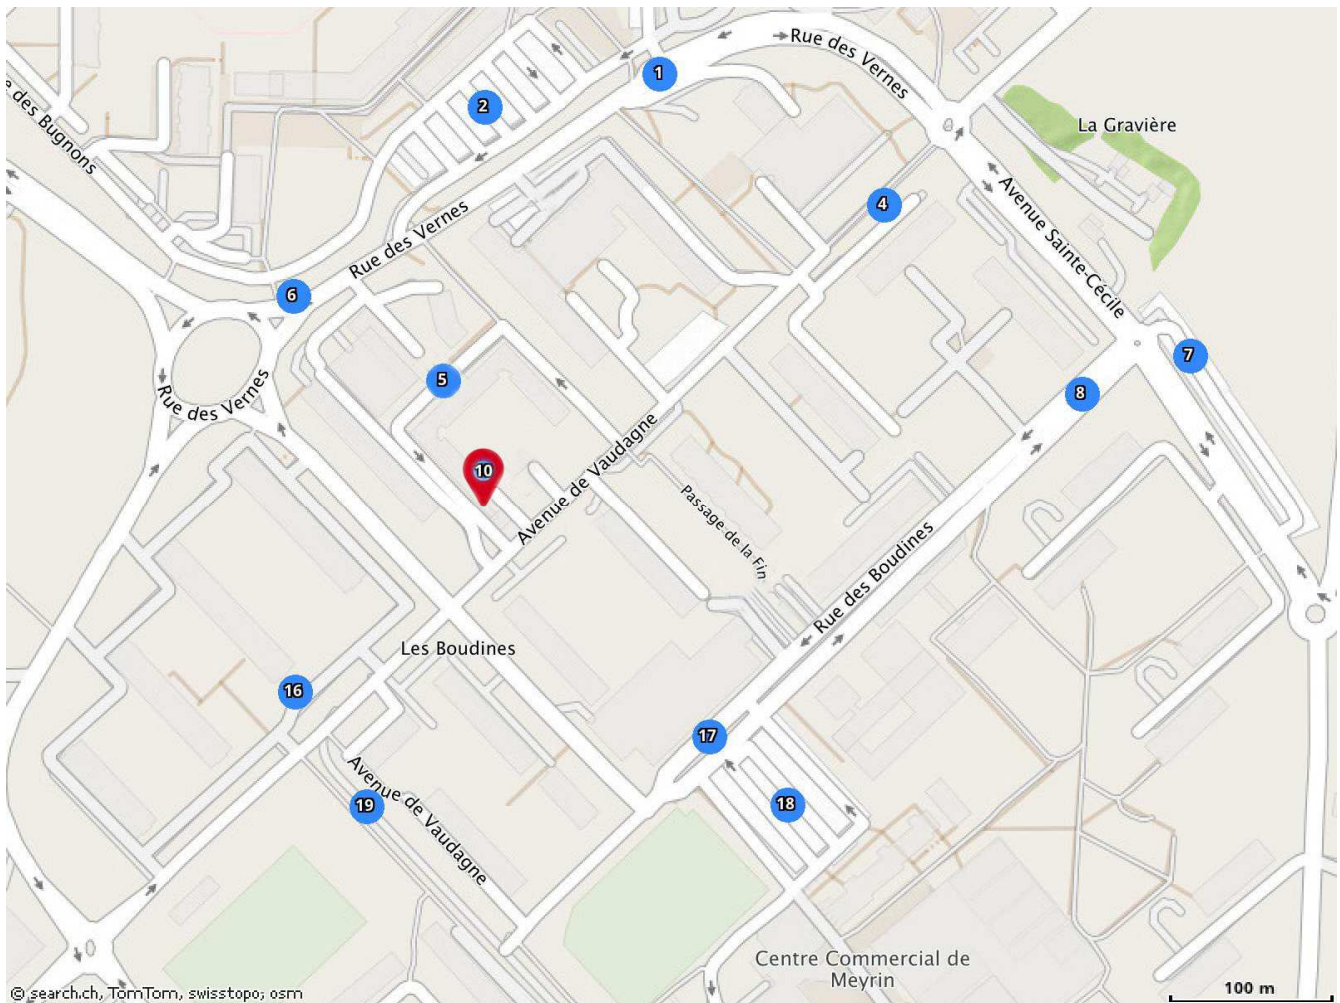 Rue des Vernes
1
2
La Gravière
e des Bugnons
4
Avenue Sainte-Cécile
Rue des Vernes
6
7
5
8
Rue des Vernes
10
Avenue de Vaudagne
Passage de la Fin
Rue des Boudines
Les Boudines
16
17
Avenue de Vaudagne
18
19
Centre Commercial de
Meyrin
© search.ch, TomTom, swisstopo; osm
100 m